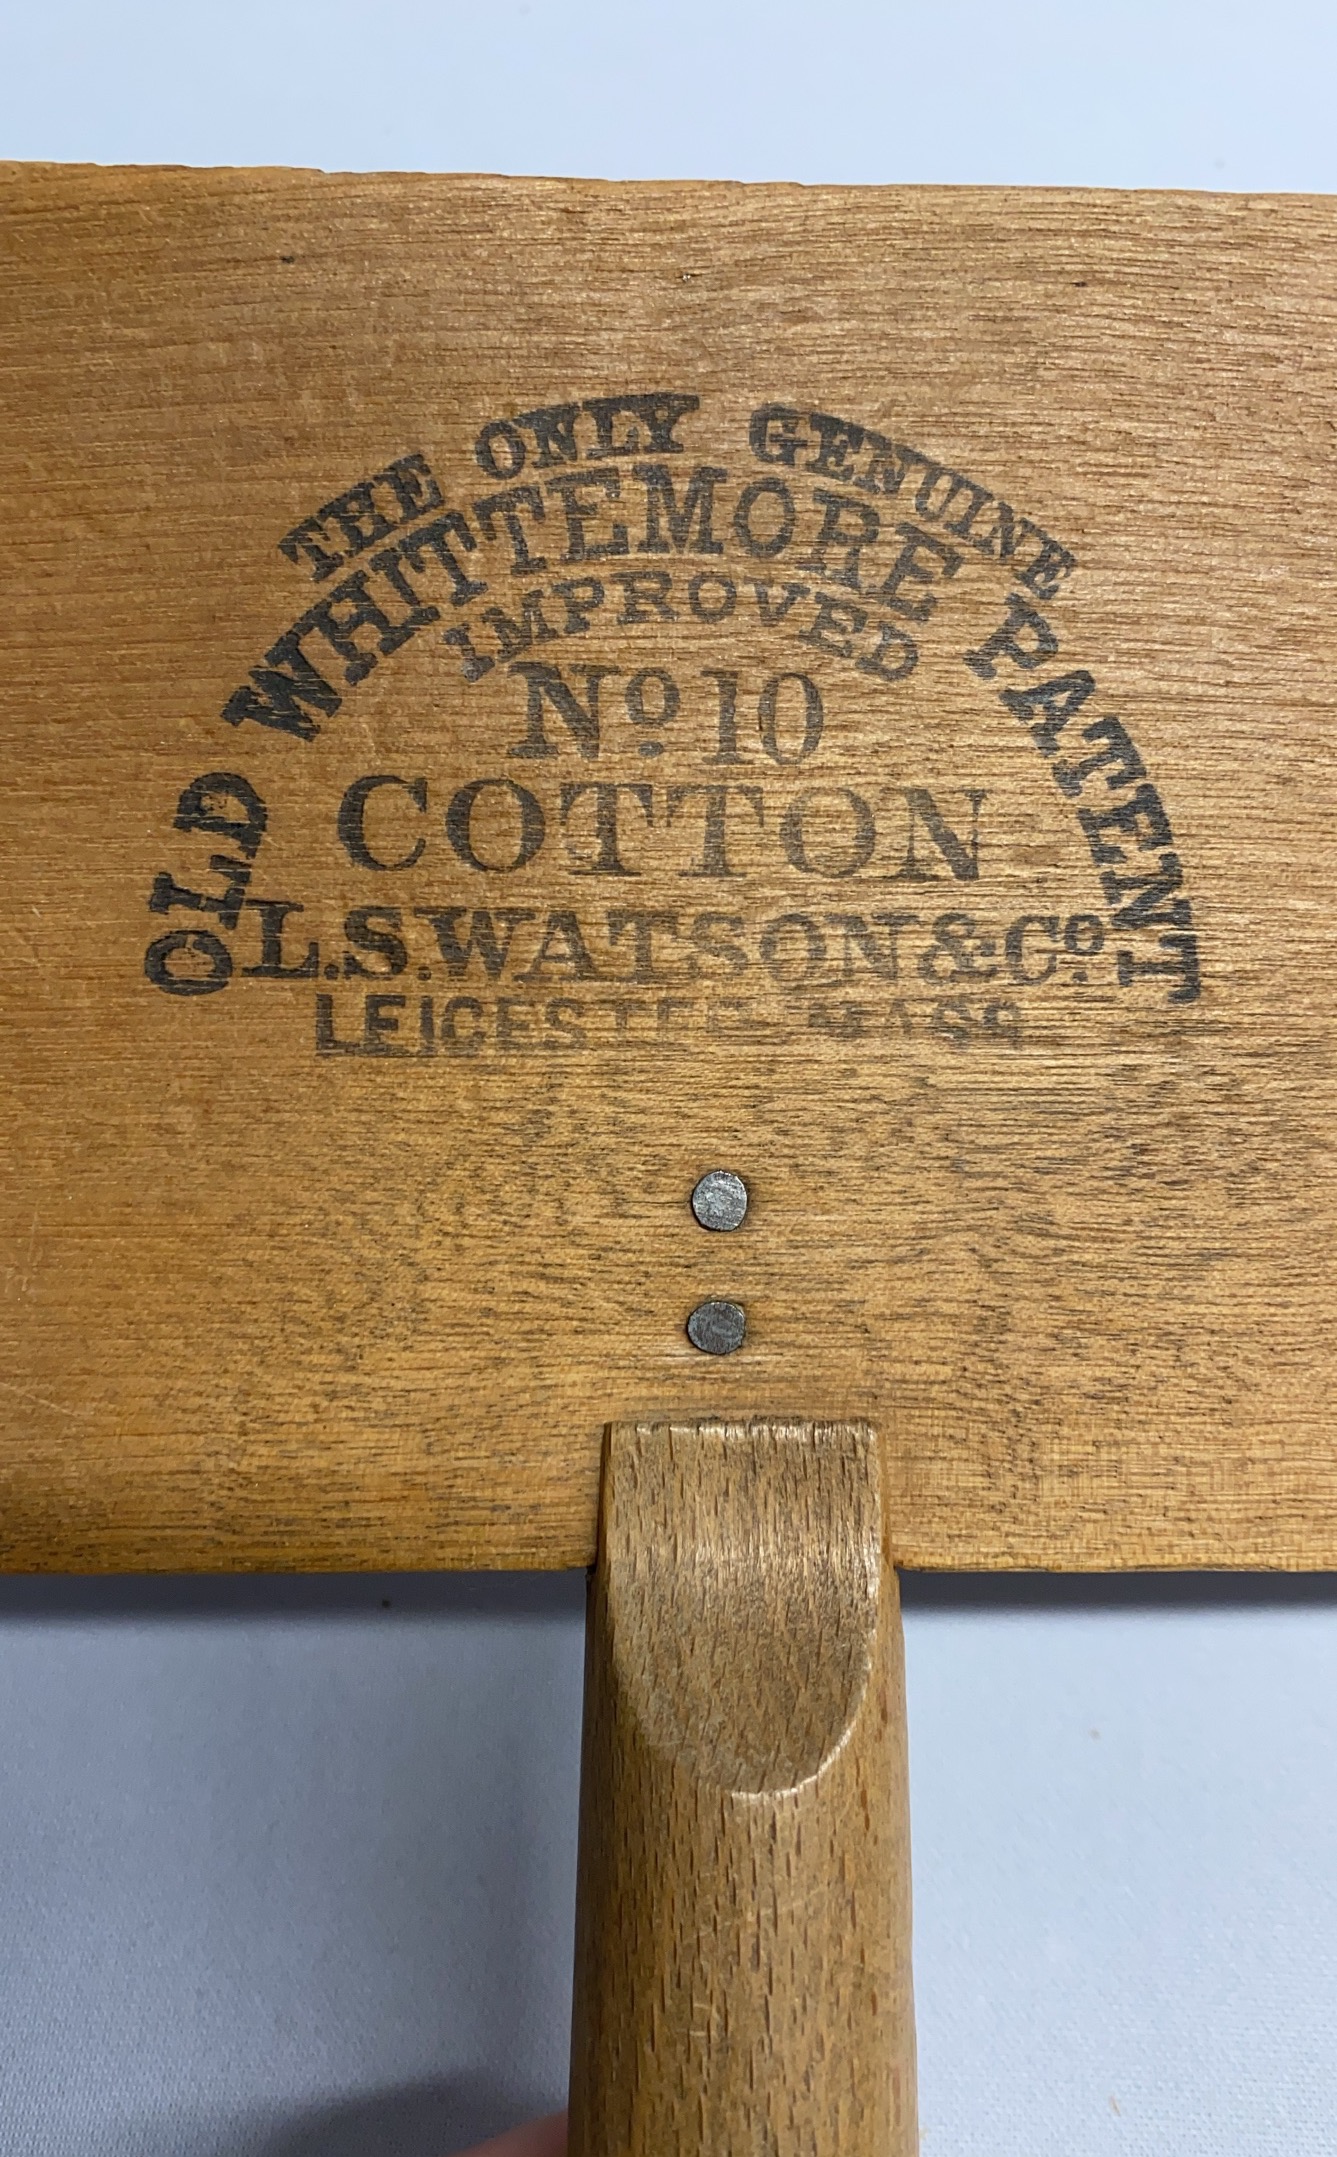 THE ONLY GENUINE
OLD WHITTEMORE PATENT
IMPROVED
No 10
COTTON
L.S. WATSON & Co.
LEICESTER MASS